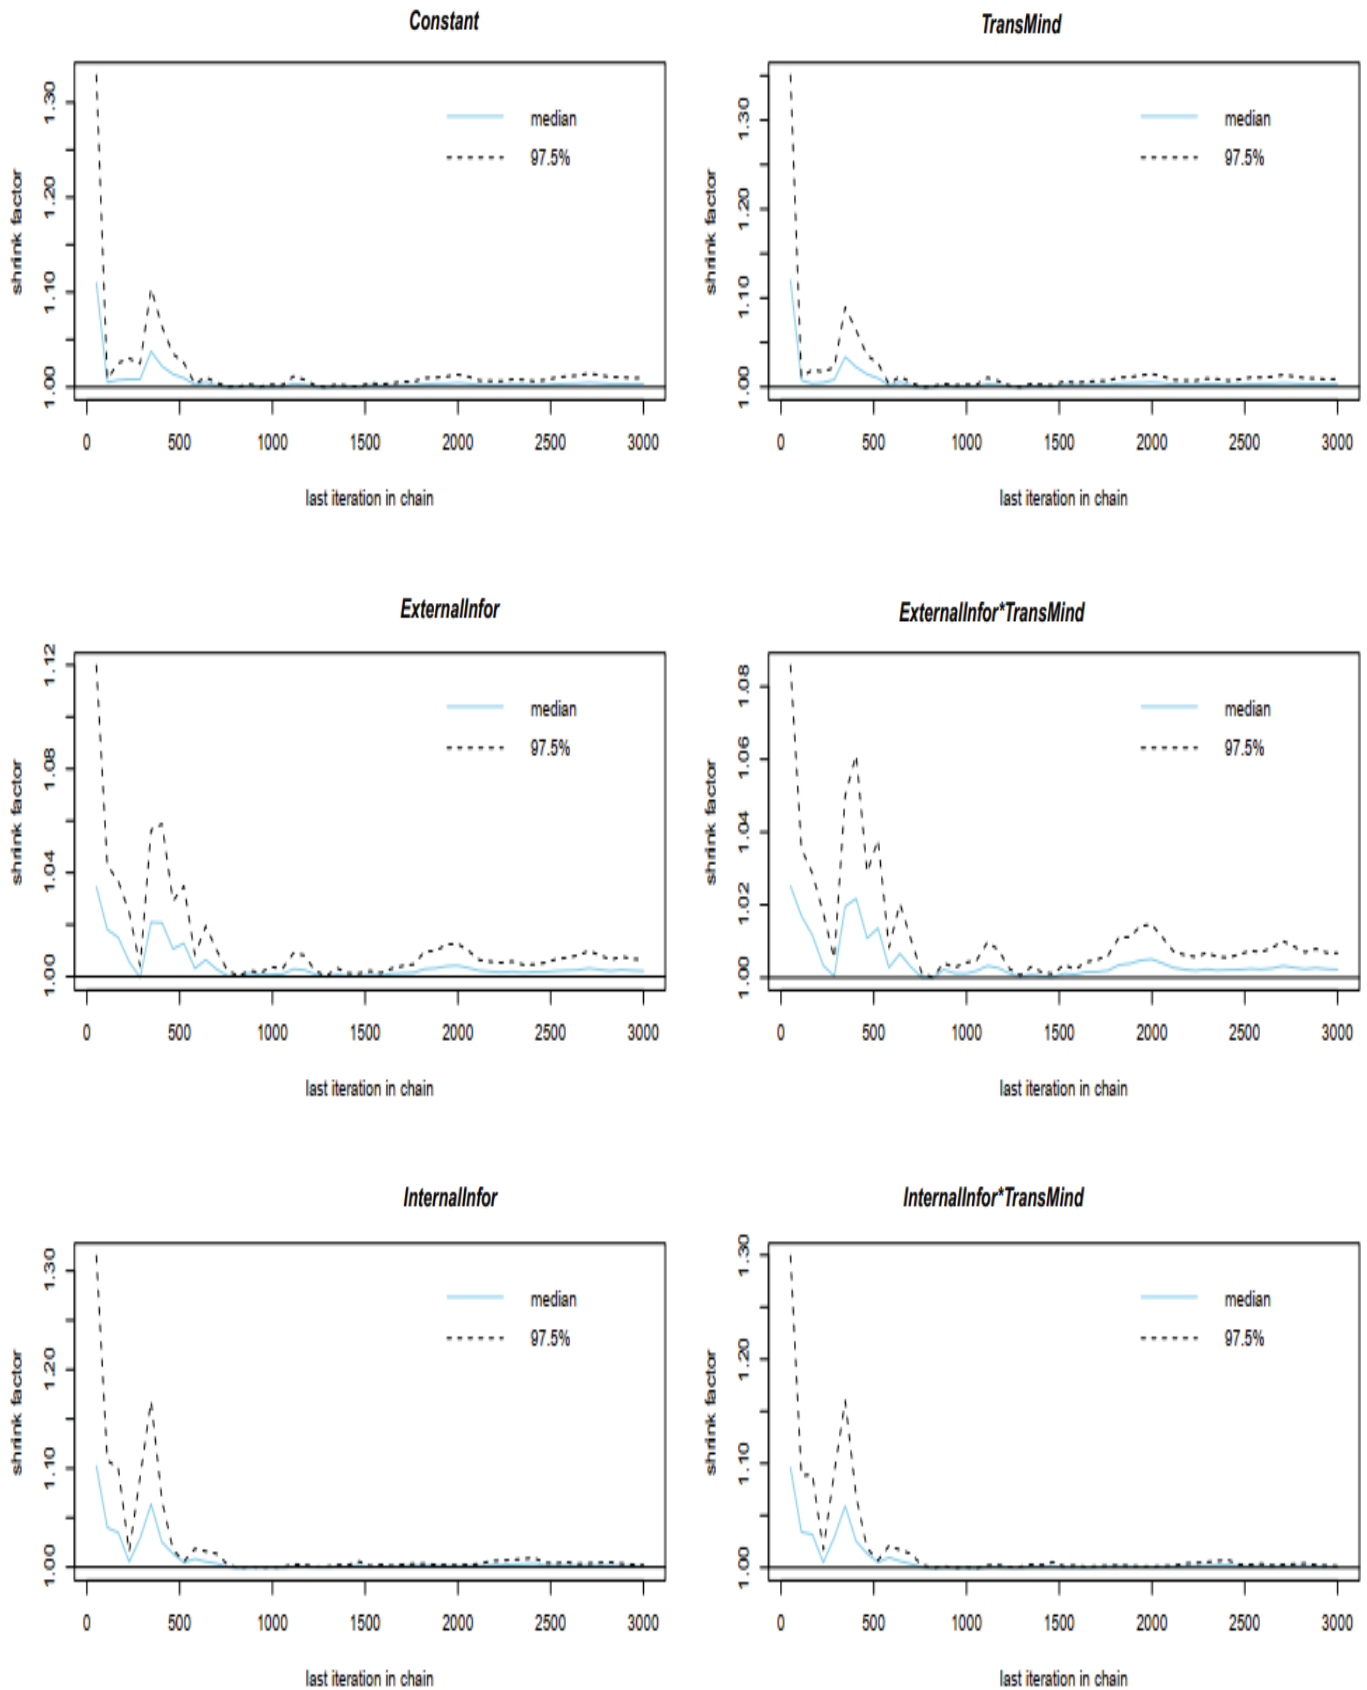 Constant
shrink factor
1.00 1.10 1.20 1.30
median
97.5%
0 500 1000 1500 2000 2500 3000
last iteration in chain
TransMind
shrink factor
1.00 1.10 1.20 1.30
median
97.5%
0 500 1000 1500 2000 2500 3000
last iteration in chain
ExternalInfor
shrink factor
1.00 1.04 1.08 1.12
median
97.5%
0 500 1000 1500 2000 2500 3000
last iteration in chain
ExternalInfor*TransMind
shrink factor
1.00 1.02 1.04 1.06 1.08
median
97.5%
0 500 1000 1500 2000 2500 3000
last iteration in chain
InternalInfor
shrink factor
1.00 1.10 1.20 1.30
median
97.5%
0 500 1000 1500 2000 2500 3000
last iteration in chain
InternalInfor*TransMind
shrink factor
1.00 1.10 1.20 1.30
median
97.5%
0 500 1000 1500 2000 2500 3000
last iteration in chain